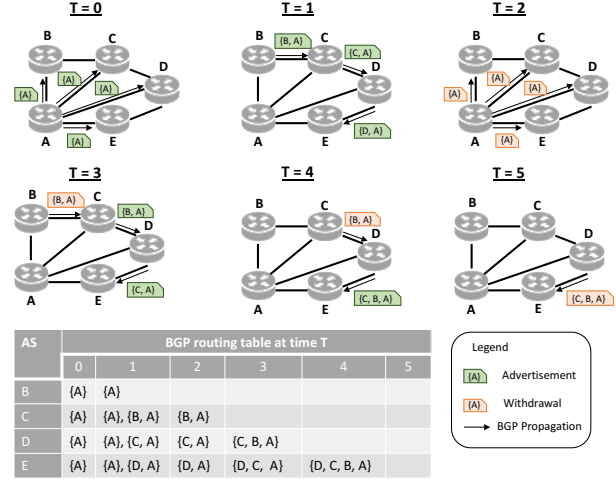 T = 0
B
C
D
A
E
{A}
{A}
{A}
{A}
T = 1
{B, A}
C
{C, A}
B
D
{D, A}
A
E
T = 2
B
C
D
A
E
{A}
{A}
{A}
{A}
T = 3
B
{B, A}
C
{B, A}
D
{C, A}
A
E
T = 4
B
C
{B, A}
D
{C, B, A}
A
E
T = 5
B
C
D
{C, B, A}
A
E
AS BGP routing table at time T
0 1 2 3 4 5
B {A} {A}
C {A} {A}, {B, A} {B, A}
D {A} {A}, {C, A} {C, A} {C, B, A}
E {A} {A}, {D, A} {D, A} {D, C, A} {D, C, B, A}
Legend
{A} Advertisement
{A} Withdrawal
BGP Propagation